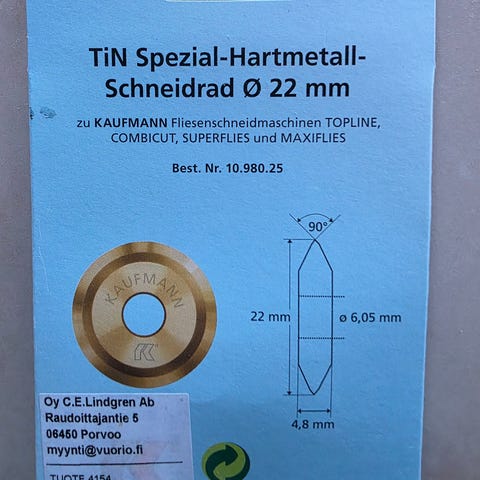 TiN Spezial-Hartmetall-
Schneidrad Ø 22 mm
zu KAUFMANN Fliesenschneidmaschinen TOPLINE,
COMBICUT, SUPERFLIES und MAXIFLIES
Best. Nr. 10.980.25
90°
KAUFMANN
22 mm
ø 6,05 mm
4,8 mm
Oy C.E.Lindgren Ab
Raudoittajantie 5
06450 Porvoo
myynti@vuorio.fi
TUOTE 4154